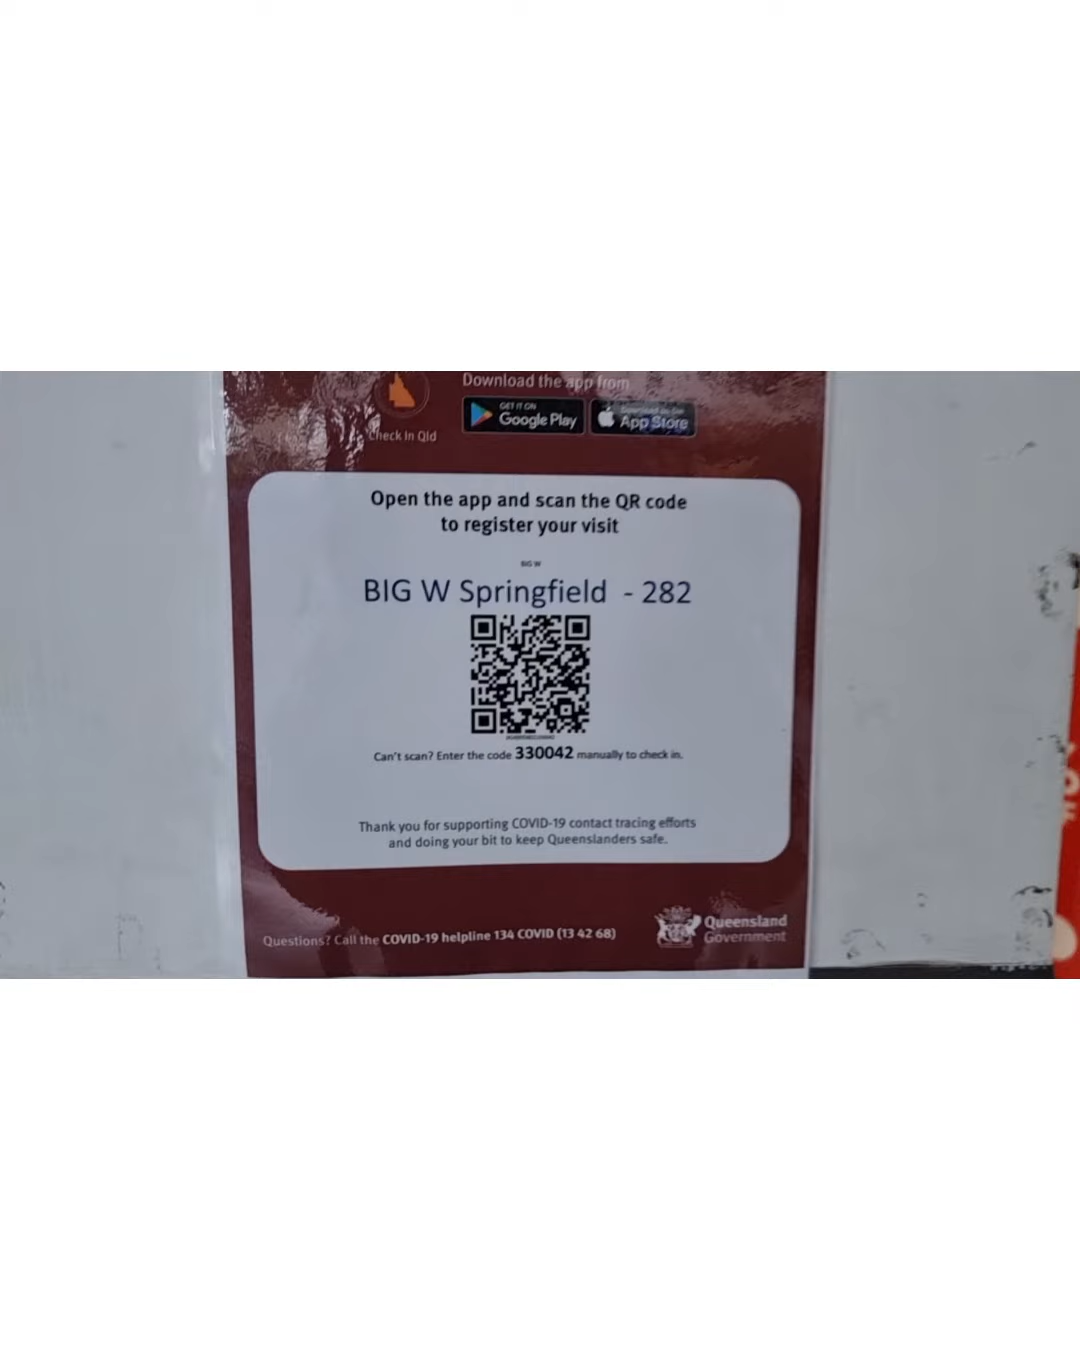 Download the app from
GET IT ON
Google Play
App Store
Check In Qld
Open the app and scan the QR code
to register your visit
BIG W
BIG W Springfield - 282
Can't scan? Enter the code 330042 manually to check in.
Thank you for supporting COVID-19 contact tracing efforts
and doing your bit to keep Queenslanders safe.
Questions? Call the COVID-19 helpline 134 COVID (13 42 68)
Queensland
Government